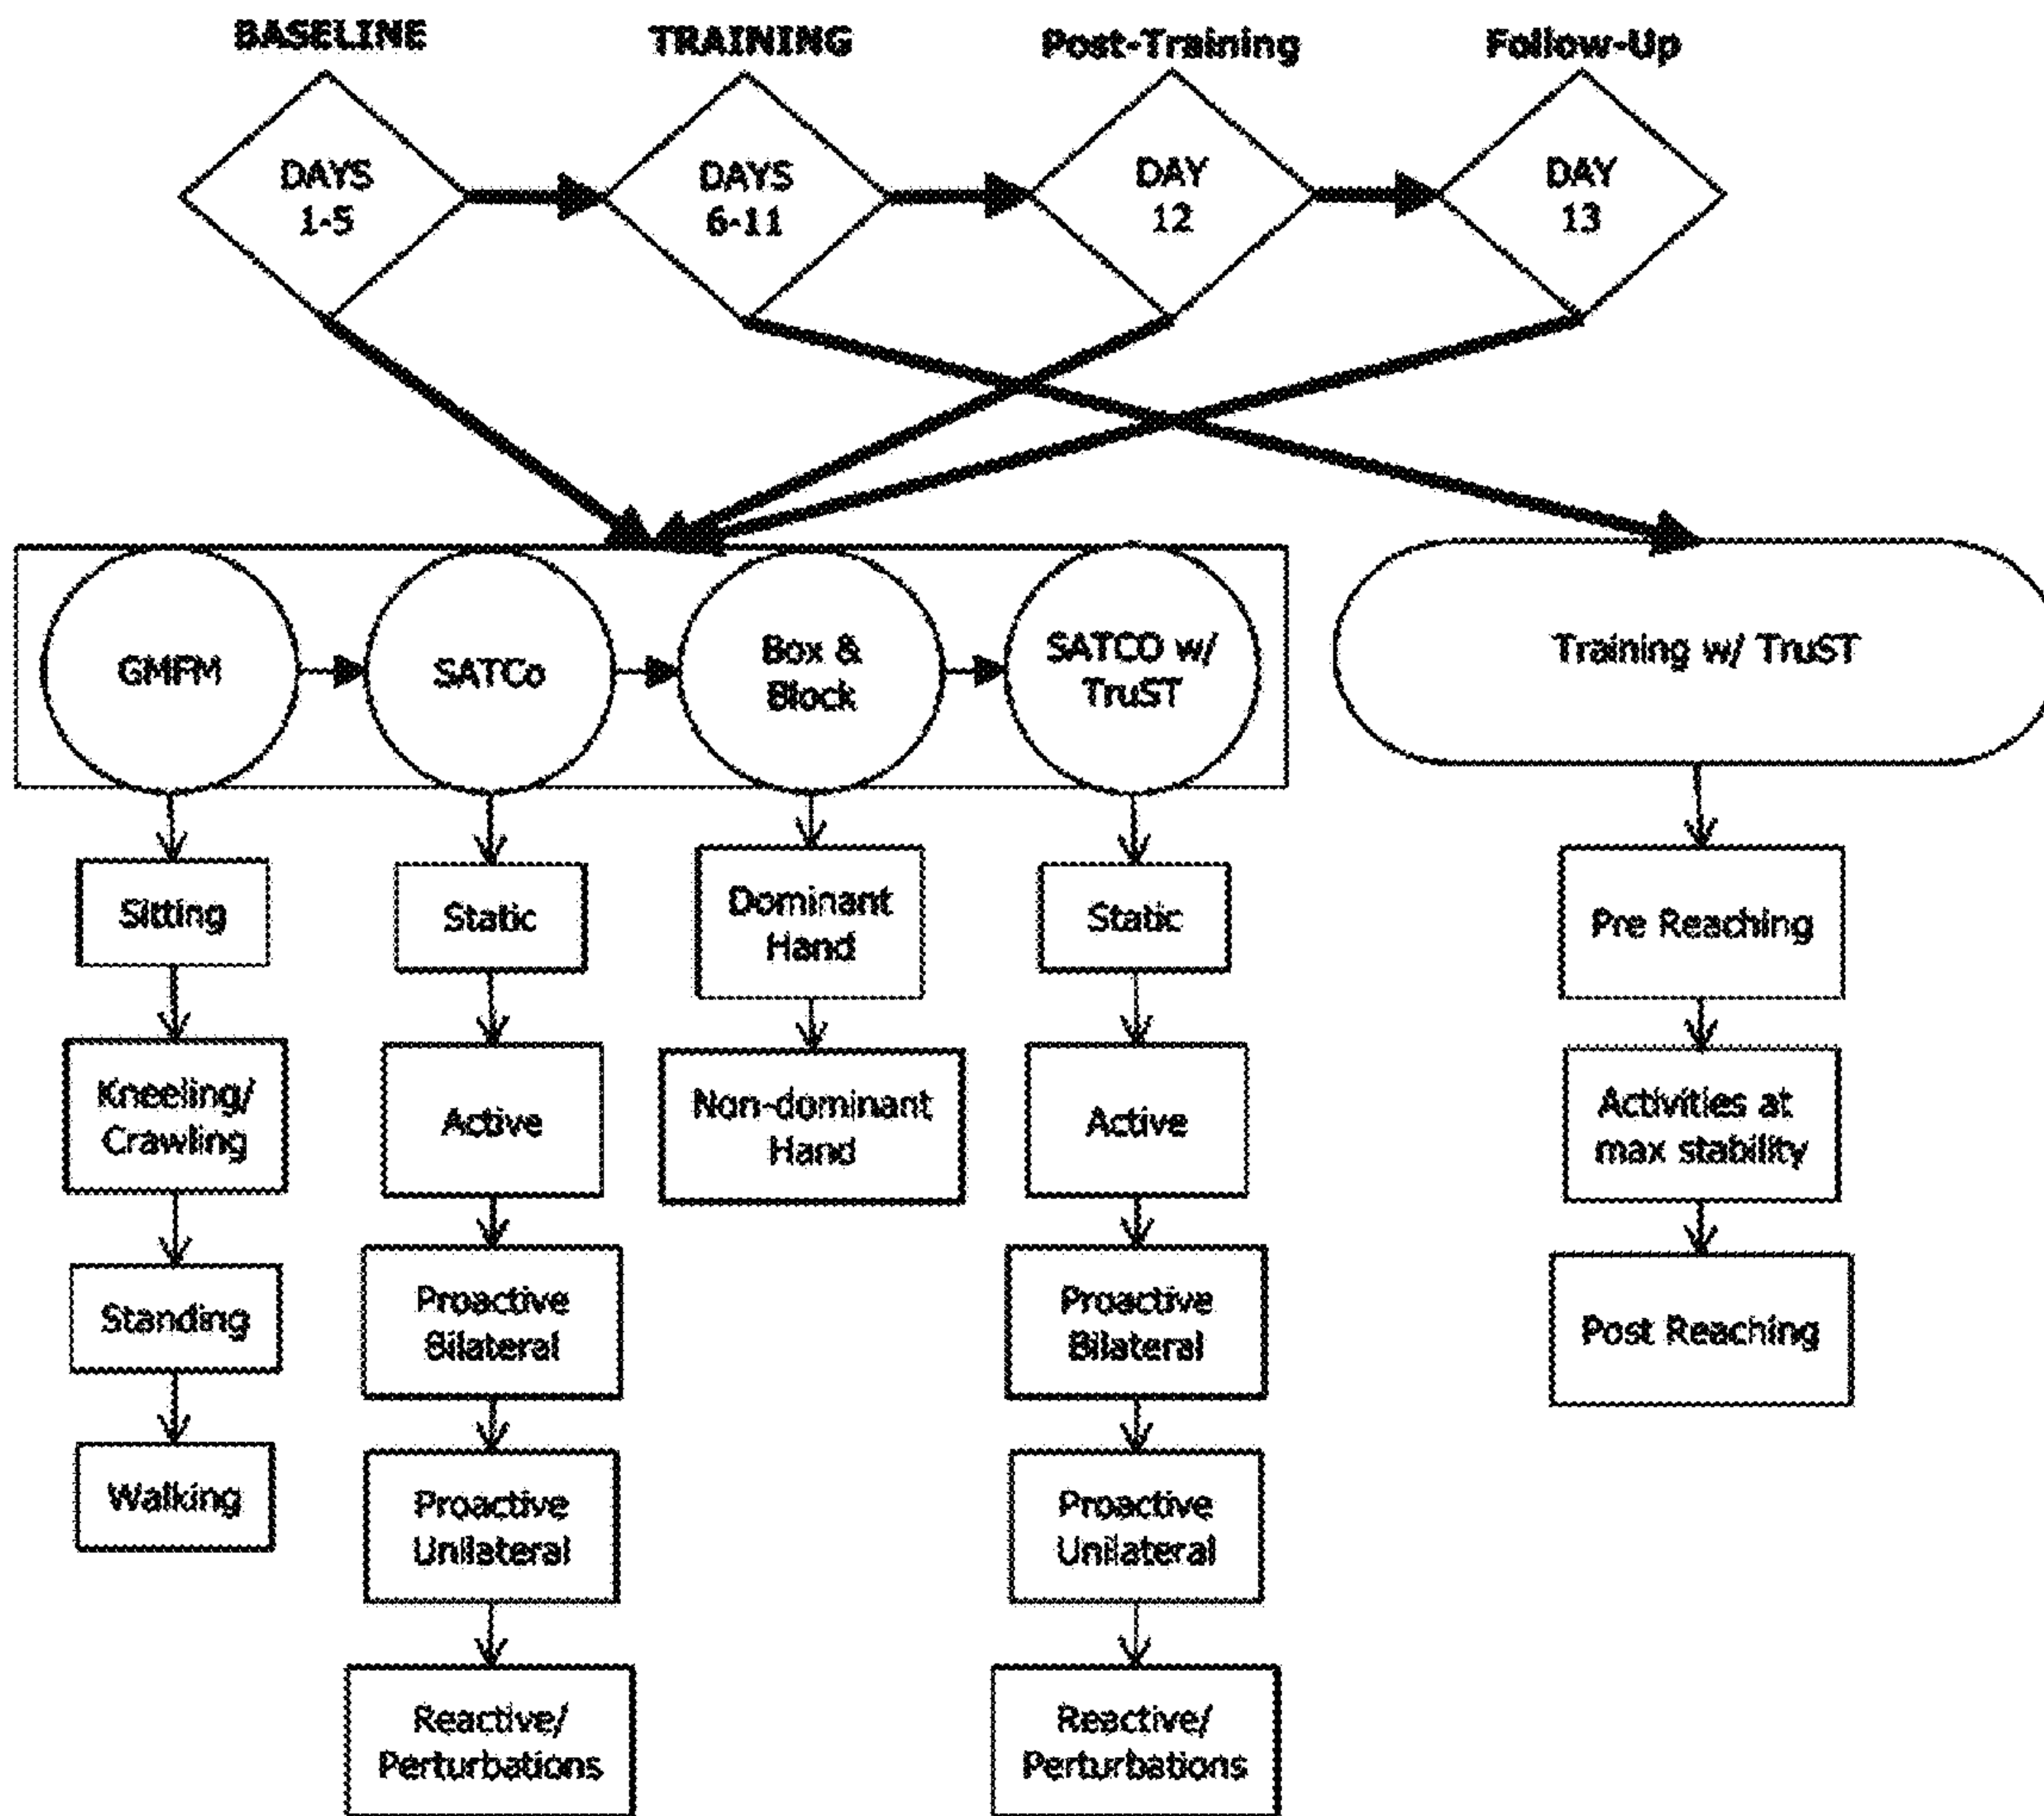 BASELINE
TRAINING
Post-Training
Follow-Up
DAYS
1-5
DAYS
6-11
DAY
12
DAY
13
GMFM
SATCo
Box &
Block
SATCO w/
TruST
Training w/ TruST
Sitting
Kneeling/
Crawling
Standing
Walking
Static
Active
Proactive
Bilateral
Proactive
Unilateral
Reactive/
Perturbations
Dominant
Hand
Non-dominant
Hand
Static
Active
Proactive
Bilateral
Proactive
Unilateral
Reactive/
Perturbations
Pre Reaching
Activities at
max stability
Post Reaching